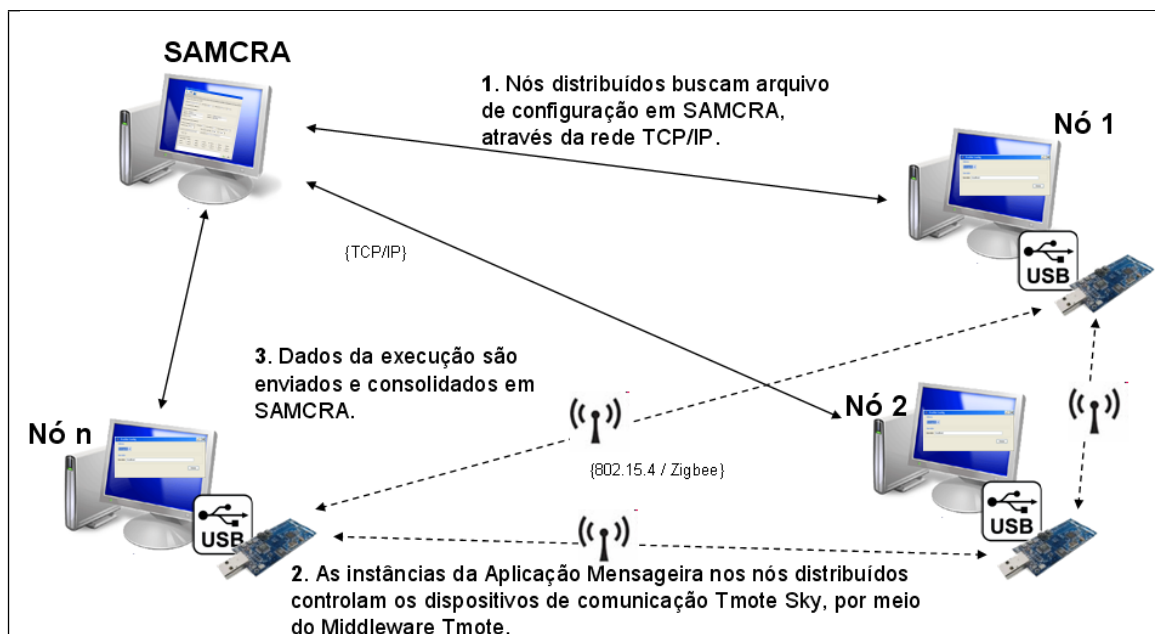 SAMCRA
1. Nós distribuídos buscam arquivo
de configuração em SAMCRA,
através da rede TCP/IP.
Nó 1
USB
{TCP/IP}
3. Dados da execução são
enviados e consolidados em
SAMCRA.
Nó n
Nó 2
{802.15.4 / Zigbee}
USB
USB
2. As instâncias da Aplicação Mensageira nos nós distribuídos
controlam os dispositivos de comunicação Tmote Sky, por meio
do Middleware Tmote.